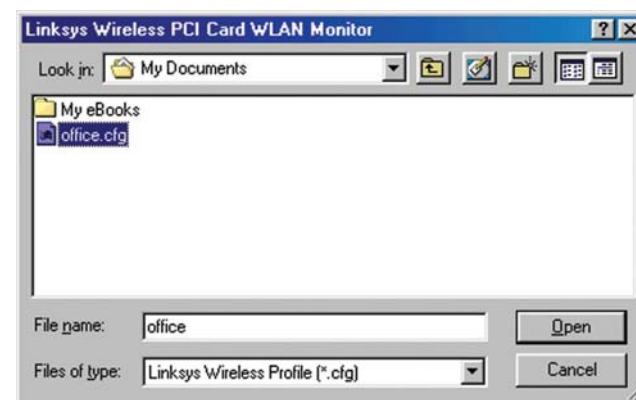 Linksys Wireless PCI Card WLAN Monitor
Look in: My Documents
My eBooks
office.cfg
File name: office Open
Files of type: Linksys Wireless Profile (*.cfg) Cancel